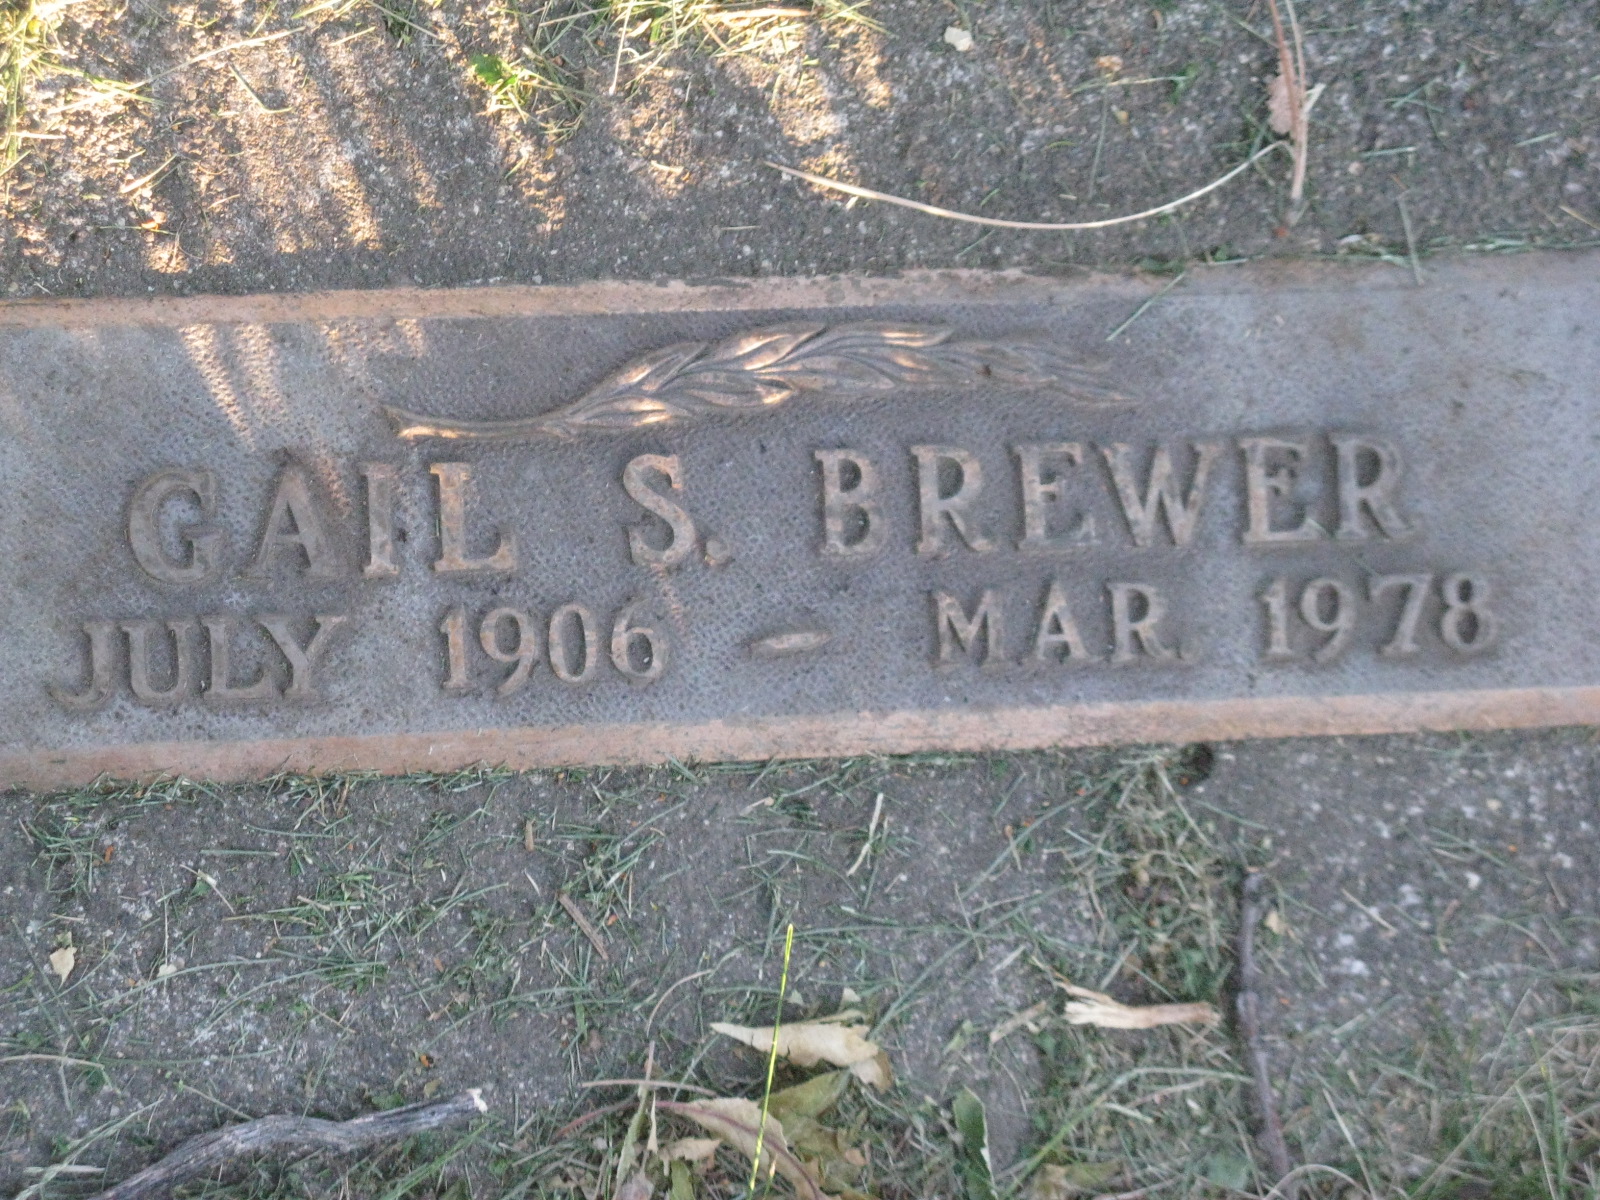 GAIL S. BREWER
JULY 1906 – MAR. 1978